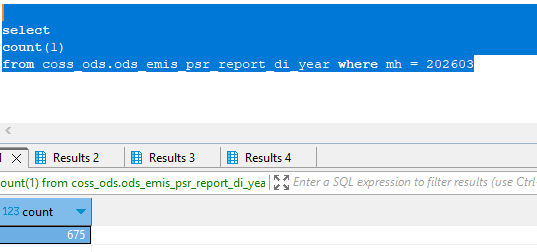 select
count(1)
from coss_ods.ods_emis_psr_report_di_year where mh = 202603
Results 2
Results 3
Results 4
ount(1) from coss_ods.ods_emis_psr_report_di_yea
Enter a SQL expression to filter results (use Ctrl
123 count
675